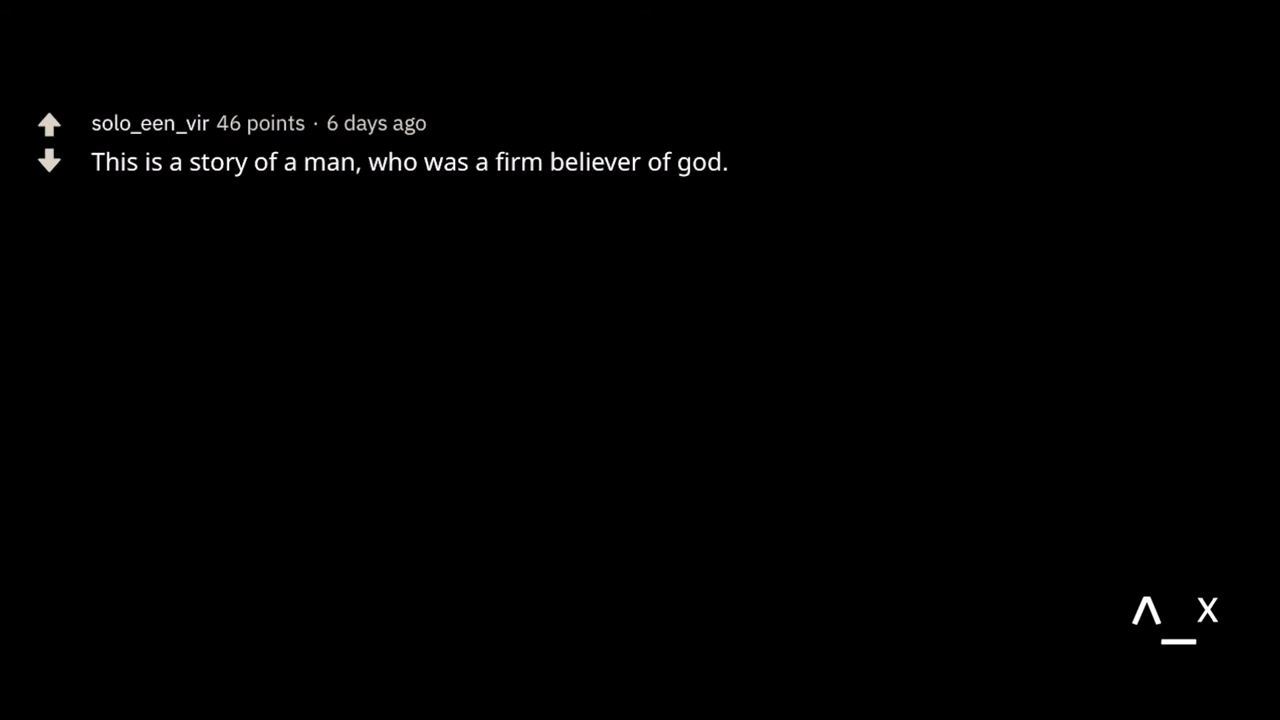 solo_een_vir 46 points · 6 days ago
This is a story of a man, who was a firm believer of god.
^_x